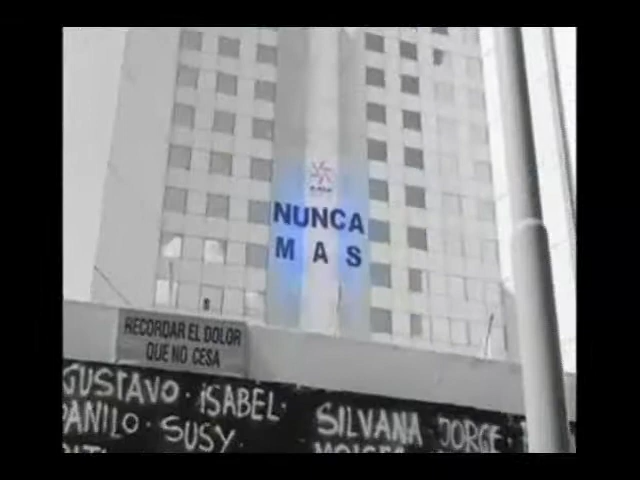 NUNCA
MAS
RECORDAR EL DOLOR
QUE NO CESA
GUSTAVO · ISABEL ·
SILVANA JORGE
DANILO · SUSY